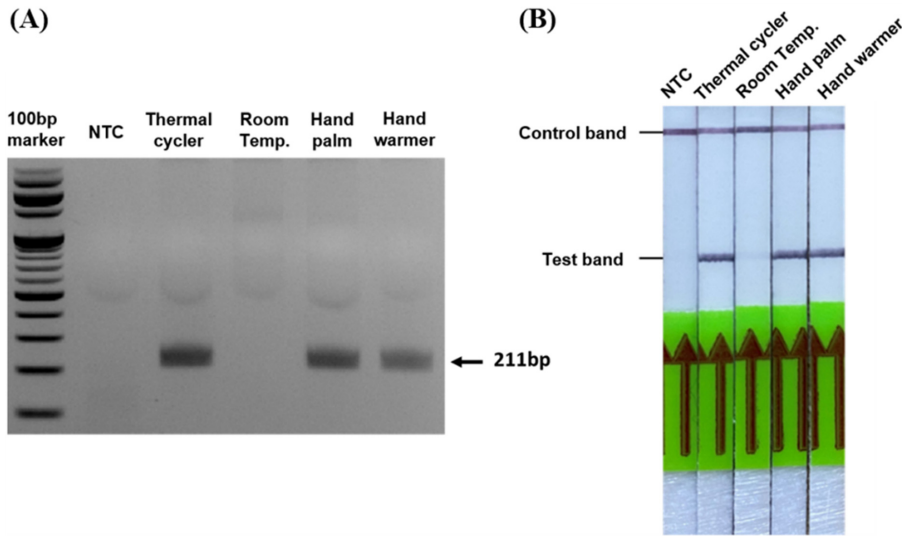 (A)
(B)
100bp
marker
NTC
Thermal
cycler
Room
Temp.
Hand
palm
Hand
warmer
211bp
NTC
Thermal cycler
Room Temp.
Hand palm
Hand warmer
Control band
Test band